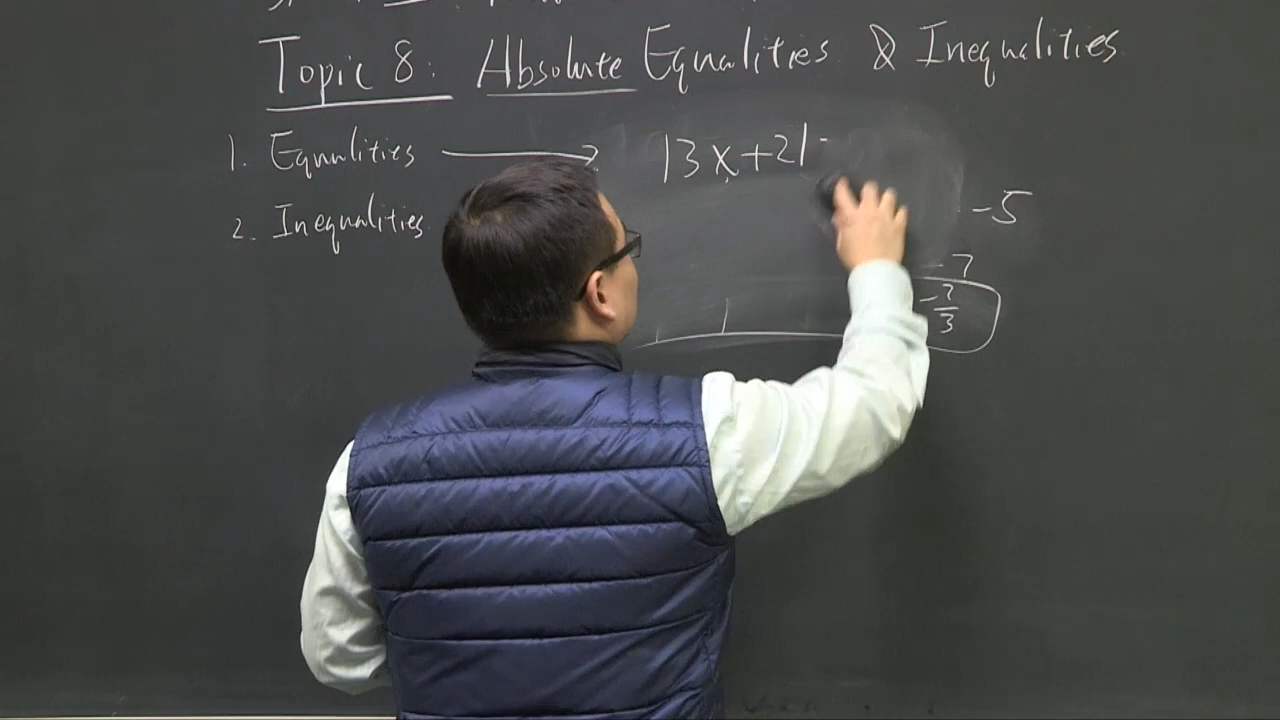 Topic 8: Absolute Equalities & Inequalities
1. Equalities |3x+2|
2. Inequalities
-5
-7
-7/3